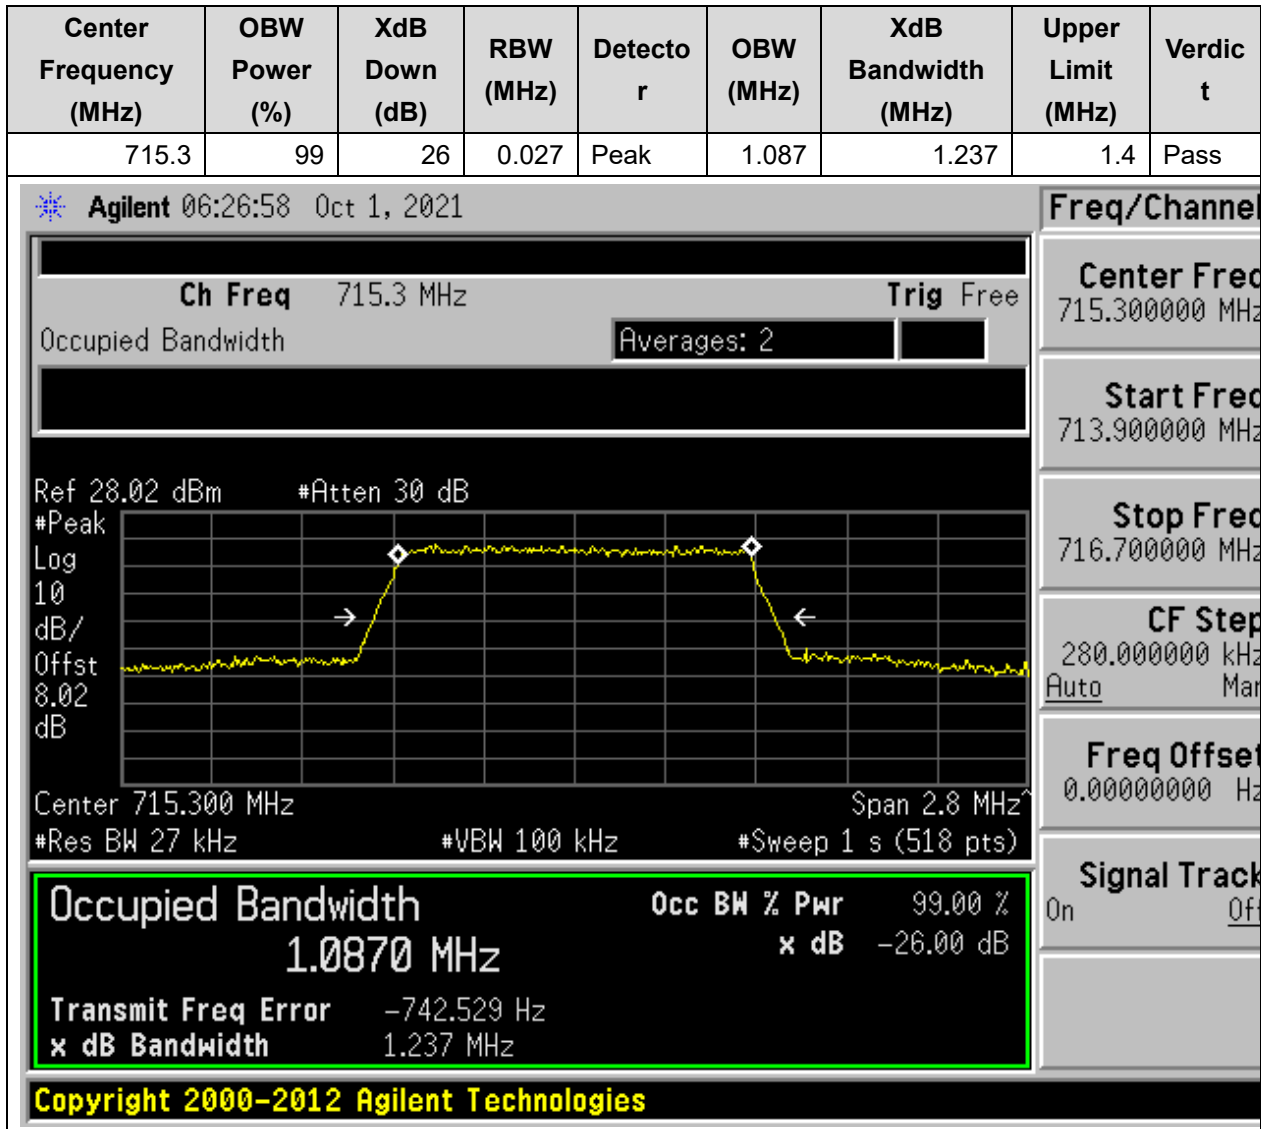 Center Frequency (MHz) OBW Power (%) XdB Down (dB) RBW (MHz) Detecto r OBW (MHz) XdB Bandwidth (MHz) Upper Limit (MHz) Verdic t
715.3 99 26 0.027 Peak 1.087 1.237 1.4 Pass
Agilent 06:26:58 Oct 1, 2021
Freq/Channel
Ch Freq 715.3 MHz Trig Free
Occupied Bandwidth Averages: 2
Center Freq
715.300000 MHz
Start Freq
713.900000 MHz
Stop Freq
716.700000 MHz
CF Step
280.000000 kHz
Auto Man
Freq Offset
0.00000000 Hz
Signal Track
On Off
Ref 28.02 dBm #Atten 30 dB
#Peak
Log
10
dB/
Offst
8.02
dB
Center 715.300 MHz Span 2.8 MHz^
#Res BW 27 kHz #VBW 100 kHz #Sweep 1 s (518 pts)
Occupied Bandwidth Occ BW % Pwr 99.00 %
1.0870 MHz x dB -26.00 dB
Transmit Freq Error -742.529 Hz
x dB Bandwidth 1.237 MHz
Copyright 2000-2012 Agilent Technologies